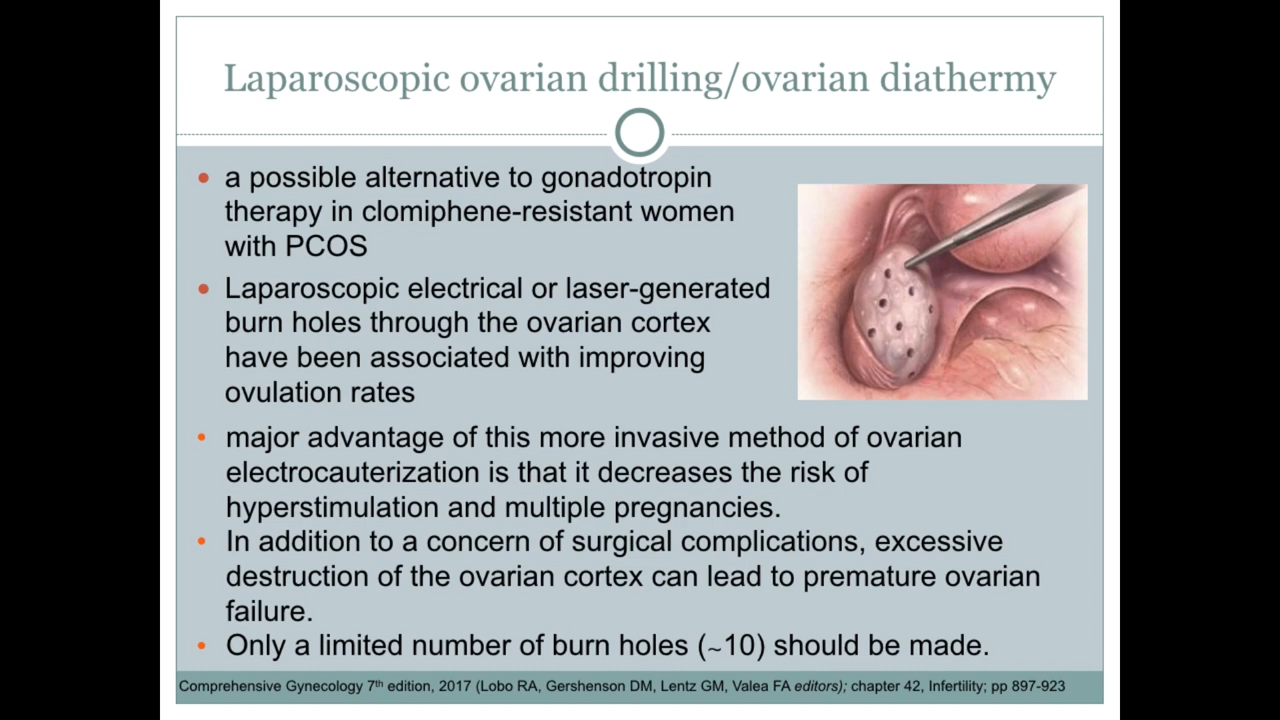 Laparoscopic ovarian drilling/ovarian diathermy
• a possible alternative to gonadotropin
therapy in clomiphene-resistant women
with PCOS
• Laparoscopic electrical or laser-generated
burn holes through the ovarian cortex
have been associated with improving
ovulation rates
• major advantage of this more invasive method of ovarian
electrocauterization is that it decreases the risk of
hyperstimulation and multiple pregnancies.
• In addition to a concern of surgical complications, excessive
destruction of the ovarian cortex can lead to premature ovarian
failure.
• Only a limited number of burn holes (~10) should be made.
Comprehensive Gynecology 7th edition, 2017 (Lobo RA, Gershenson DM, Lentz GM, Valea FA editors); chapter 42, Infertility; pp 897-923